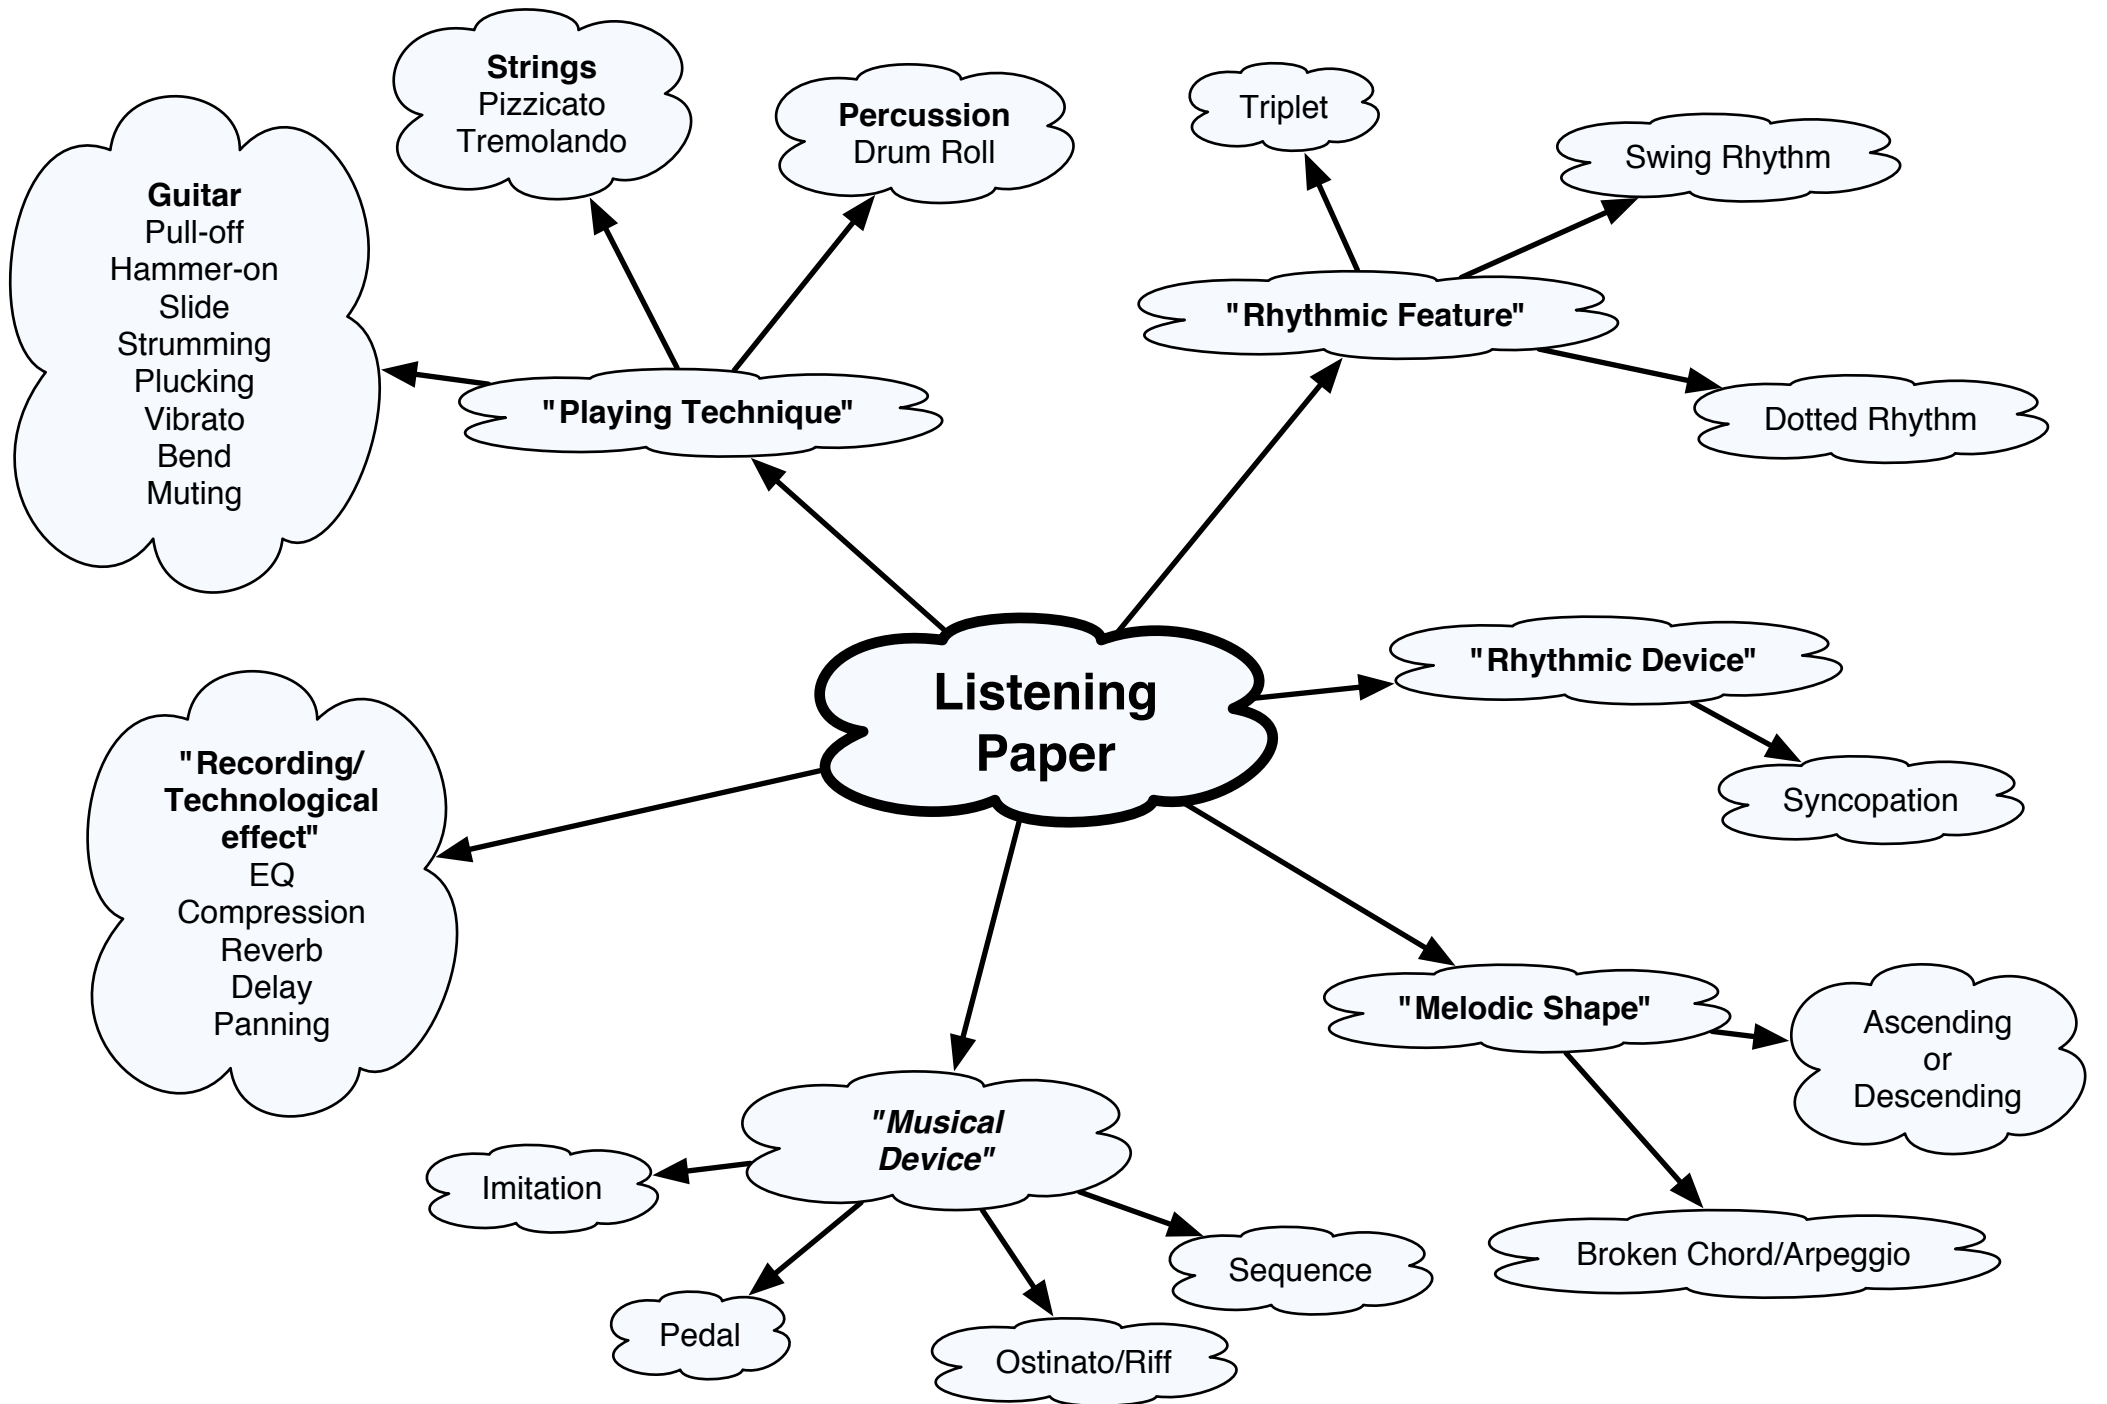 Strings
Pizzicato
Tremolando
Percussion
Drum Roll
Guitar
Pull-off
Hammer-on
Slide
Strumming
Plucking
Vibrato
Bend
Muting
"Playing Technique"
Triplet
Swing Rhythm
"Rhythmic Feature"
Dotted Rhythm
Listening
Paper
"Rhythmic Device"
Syncopation
"Recording/
Technological
effect"
EQ
Compression
Reverb
Delay
Panning
"Melodic Shape"
Ascending
or
Descending
Broken Chord/Arpeggio
"Musical
Device"
Imitation
Pedal
Ostinato/Riff
Sequence